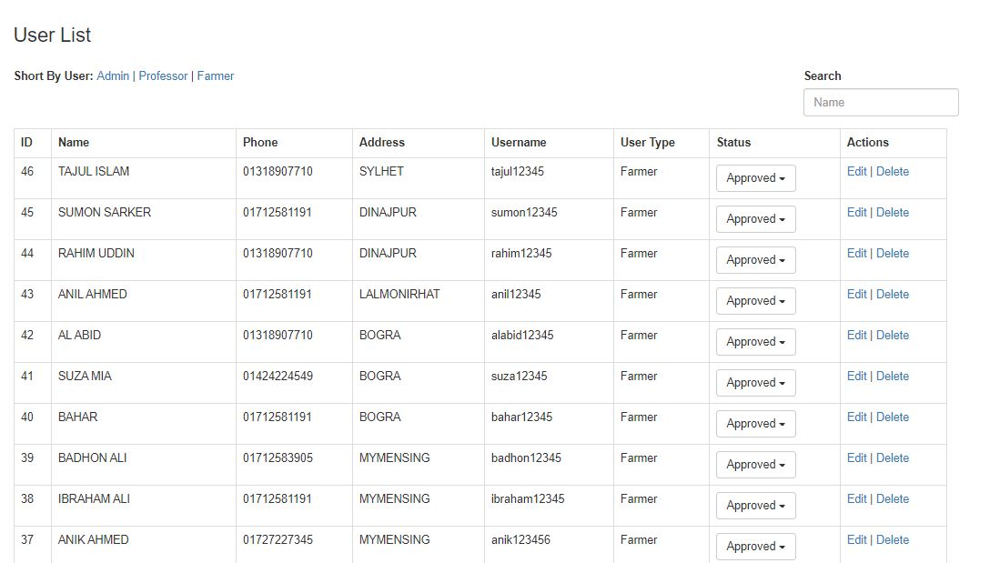 User List
Short By User: Admin | Professor | Farmer
Search
Name
ID Name Phone Address Username User Type Status Actions
46 TAJUL ISLAM 01318907710 SYLHET tajul12345 Farmer Approved Edit | Delete
45 SUMON SARKER 01712581191 DINAJPUR sumon12345 Farmer Approved Edit | Delete
44 RAHIM UDDIN 01318907710 DINAJPUR rahim12345 Farmer Approved Edit | Delete
43 ANIL AHMED 01712581191 LALMONIRHAT anil12345 Farmer Approved Edit | Delete
42 AL ABID 01318907710 BOGRA alabid12345 Farmer Approved Edit | Delete
41 SUZA MIA 01424224549 BOGRA suza12345 Farmer Approved Edit | Delete
40 BAHAR 01712581191 BOGRA bahar12345 Farmer Approved Edit | Delete
39 BADHON ALI 01712583905 MYMENSING badhon12345 Farmer Approved Edit | Delete
38 IBRAHAM ALI 01712581191 MYMENSING ibraham12345 Farmer Approved Edit | Delete
37 ANIK AHMED 01727227345 MYMENSING anik123456 Farmer Approved Edit | Delete